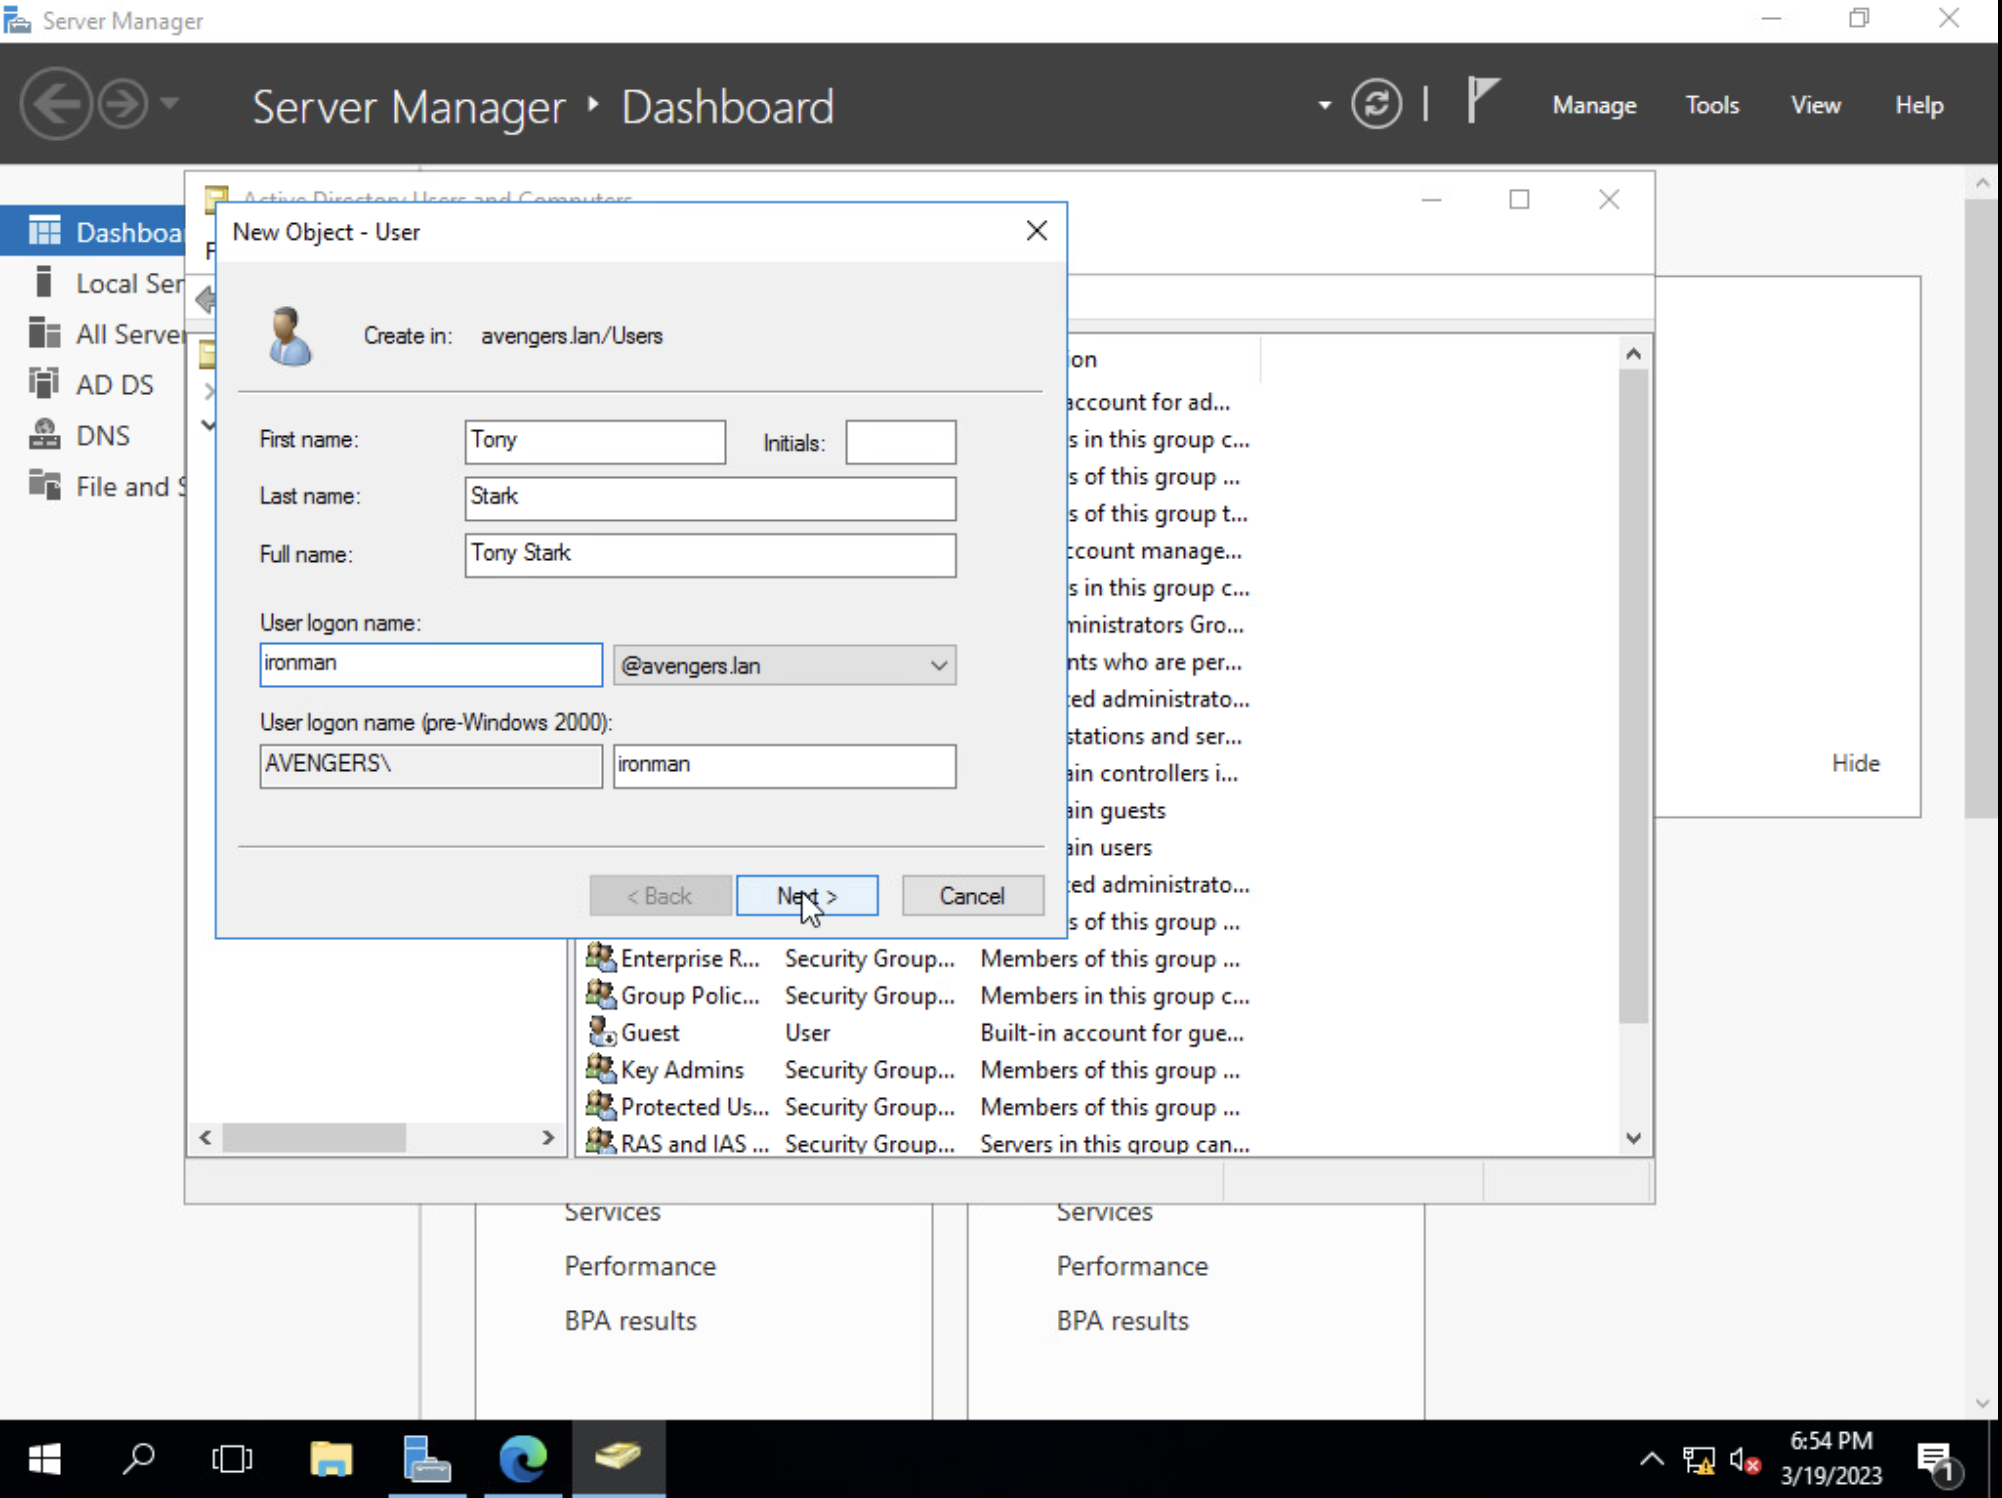 Server Manager
Server Manager ‣ Dashboard
Manage Tools View Help
Active Directory Users and Computers
Dashboar
Local Ser
All Server
AD DS
DNS
File and S
New Object - User
Create in: avengers.lan/Users
First name: Tony Initials:
Last name: Stark
Full name: Tony Stark
User logon name:
ironman @avengers.lan
User logon name (pre-Windows 2000):
AVENGERS\ ironman
< Back Next > Cancel
ion
account for ad...
s in this group c...
s of this group ...
s of this group t...
ccount manage...
s in this group c...
ministrators Gro...
nts who are per...
ted administrato...
stations and ser...
ain controllers i...
ain guests
ain users
ted administrato...
s of this group ...
Enterprise R... Security Group... Members of this group ...
Group Polic... Security Group... Members in this group c...
Guest User Built-in account for gue...
Key Admins Security Group... Members of this group ...
Protected Us... Security Group... Members of this group ...
RAS and IAS ... Security Group... Servers in this group can...
Hide
Services
Performance
BPA results
Services
Performance
BPA results
6:54 PM
3/19/2023
1